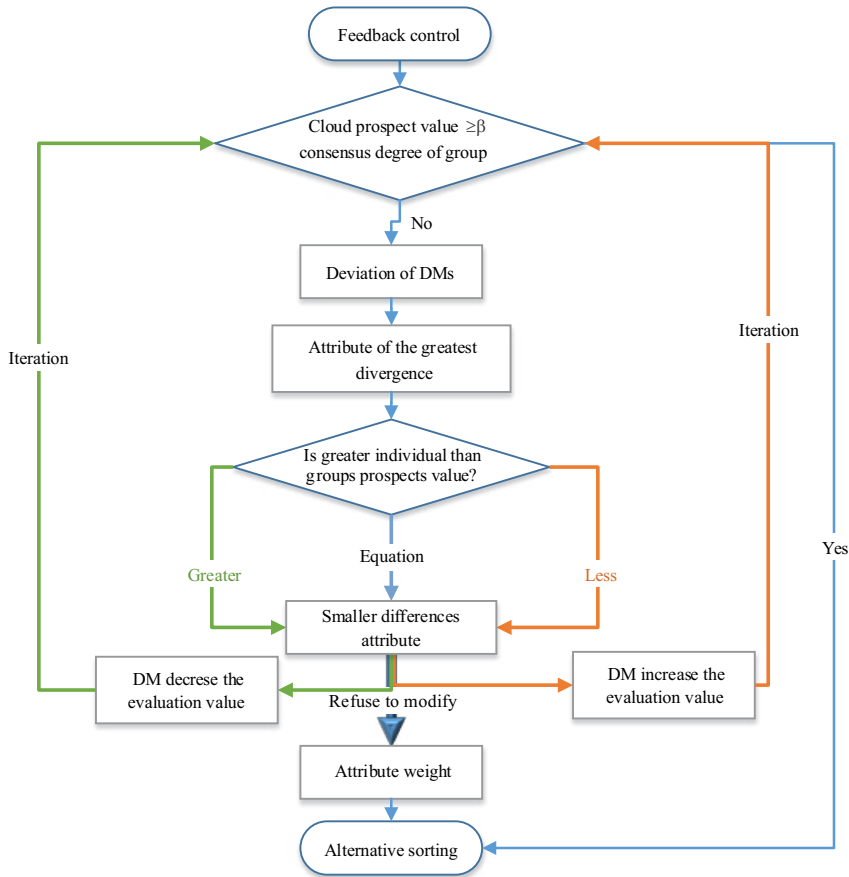 Feedback control
Cloud prospect value ≥β
consensus degree of group
No
Deviation of DMs
Attribute of the greatest
divergence
Iteration
Iteration
Is greater individual than
groups prospects value?
Equation
Greater
Less
Yes
Smaller differences
attribute
DM decrese the
evaluation value
DM increase the
evaluation value
Refuse to modify
Attribute weight
Alternative sorting